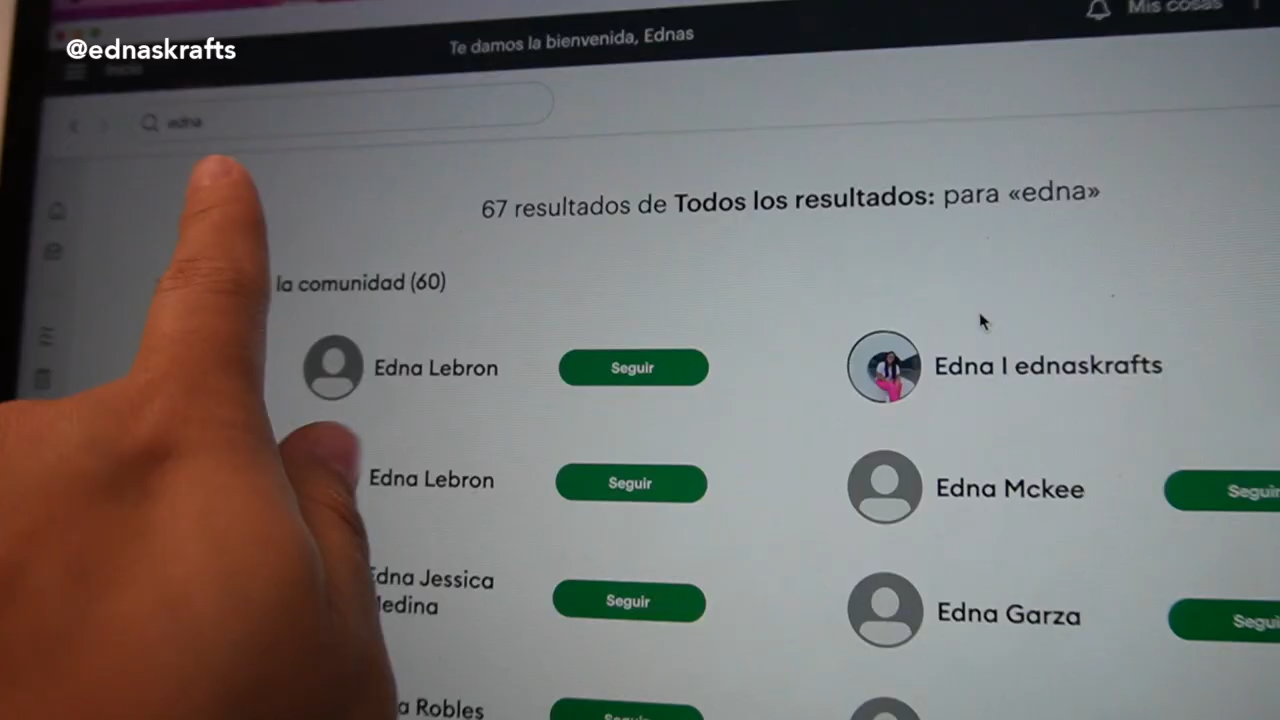 @ednaskrafts
Te damos la bienvenida, Ednas
Mis cosas
edna
67 resultados de Todos los resultados: para «edna»
la comunidad (60)
Edna Lebron
Seguir
Edna I ednaskrafts
Edna Lebron
Seguir
Edna Mckee
Seguir
Edna Jessica
Medina
Seguir
Edna Garza
Seguir
a Robles
Seguir